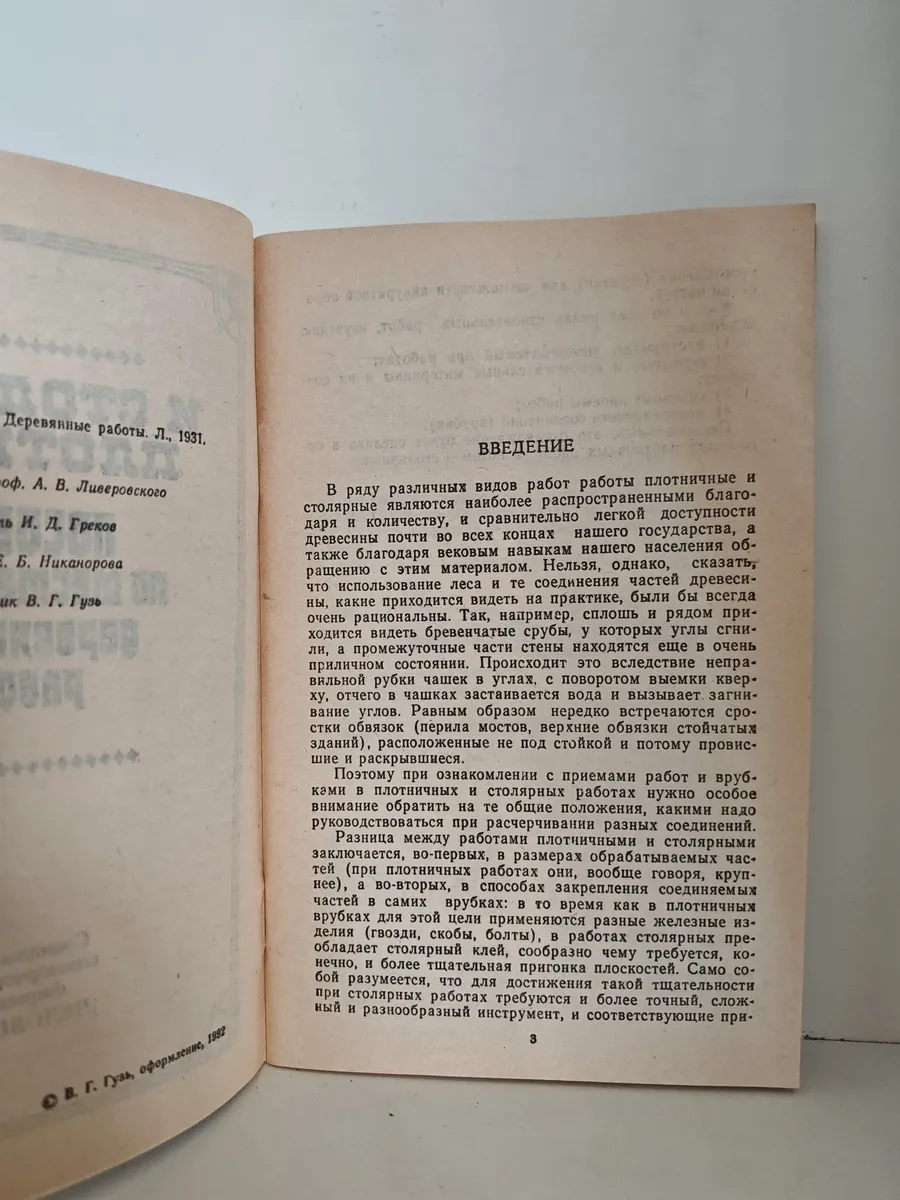 Деревянные работы. Л., 1931.
роф. А. В. Ливеровского
ль И. Д. Греков
Е. Б. Никанорова
ик В. Г. Гузь
© В. Г. Гузь, оформление, 1992
ВВЕДЕНИЕ
В ряду различных видов работ работы плотничные и
столярные являются наиболее распространенными благо-
даря и количеству, и сравнительно легкой доступности
древесины почти во всех концах нашего государства, а
также благодаря вековым навыкам нашего населения об-
ращению с этим материалом. Нельзя, однако, сказать,
что использование леса и те соединения частей древеси-
ны, какие приходится видеть на практике, были бы всегда
очень рациональны. Так, например, сплошь и рядом при-
ходится видеть бревенчатые срубы, у которых углы сгни-
ли, а промежуточные части стены находятся еще в очень
приличном состоянии. Происходит это вследствие непра-
вильной рубки чашек в углах, с поворотом выемки квер-
ху, отчего в чашках застаивается вода и вызывает загни-
вание углов. Равным образом нередко встречаются сро-
стки обвязок (перила мостов, верхние обвязки стойчатых
зданий), расположенные не под стойкой и потому провис-
шие и раскрывшиеся.
Поэтому при ознакомлении с приемами работ и вруб-
ками в плотничных и столярных работах нужно особое
внимание обратить на те общие положения, какими надо
руководствоваться при расчерчивании разных соединений.
Разница между работами плотничными и столярными
заключается, во-первых, в размерах обрабатываемых час-
тей (при плотничных работах они, вообще говоря, круп-
нее), а во-вторых, в способах закрепления соединяемых
частей в самих врубках: в то время как в плотничных
врубках для этой цели применяются разные железные из-
делия (гвозди, скобы, болты), в работах столярных пре-
обладает столярный клей, сообразно чему требуется, ко-
нечно, и более тщательная пригонка плоскостей. Само со-
бой разумеется, что для достижения такой тщательности
при столярных работах требуются и более точный, слож-
ный и разнообразный инструмент, и соответствующие при-
3